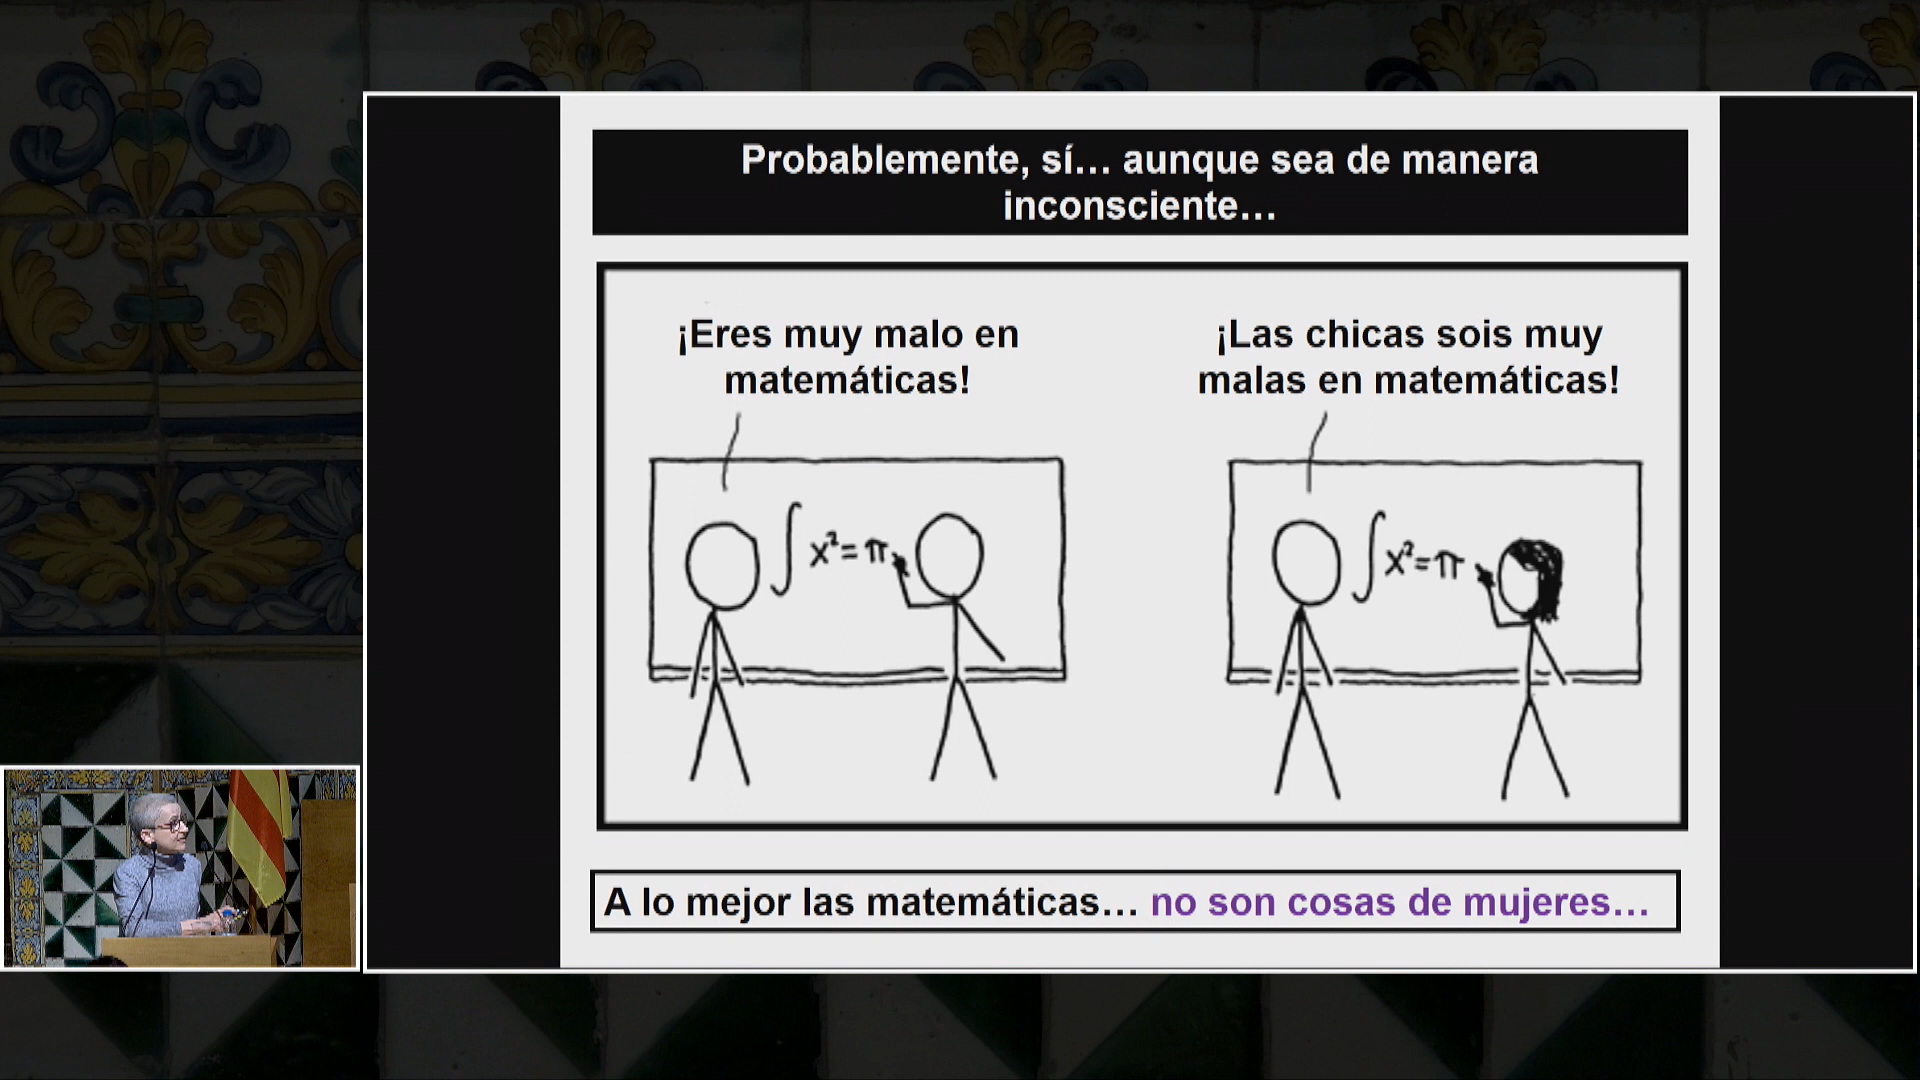 Probablemente, sí... aunque sea de manera
inconsciente...
¡Eres muy malo en
matemáticas!
¡Las chicas sois muy
malas en matemáticas!
∫ x² = π
∫ x² = π
A lo mejor las matemáticas... no son cosas de mujeres...